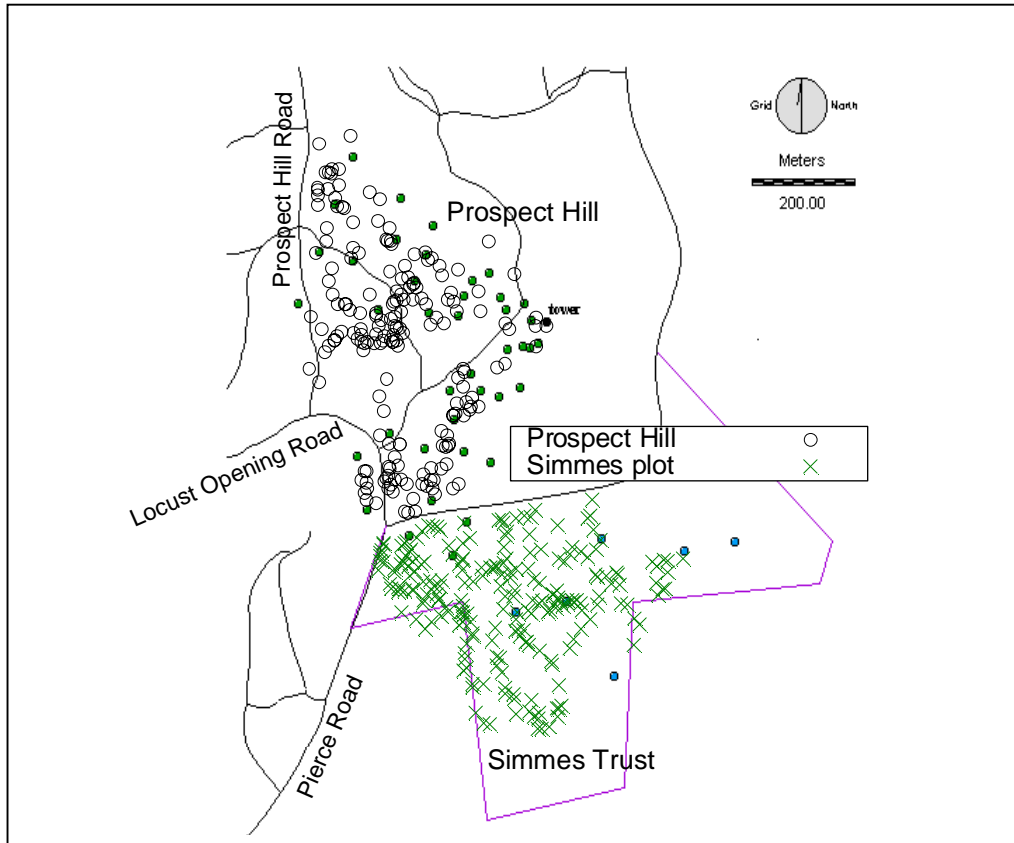 Grid North
Meters
200.00
Prospect Hill Road
Prospect Hill
tower
Prospect Hill
Simmes plot
Locust Opening Road
Pierce Road
Simmes Trust